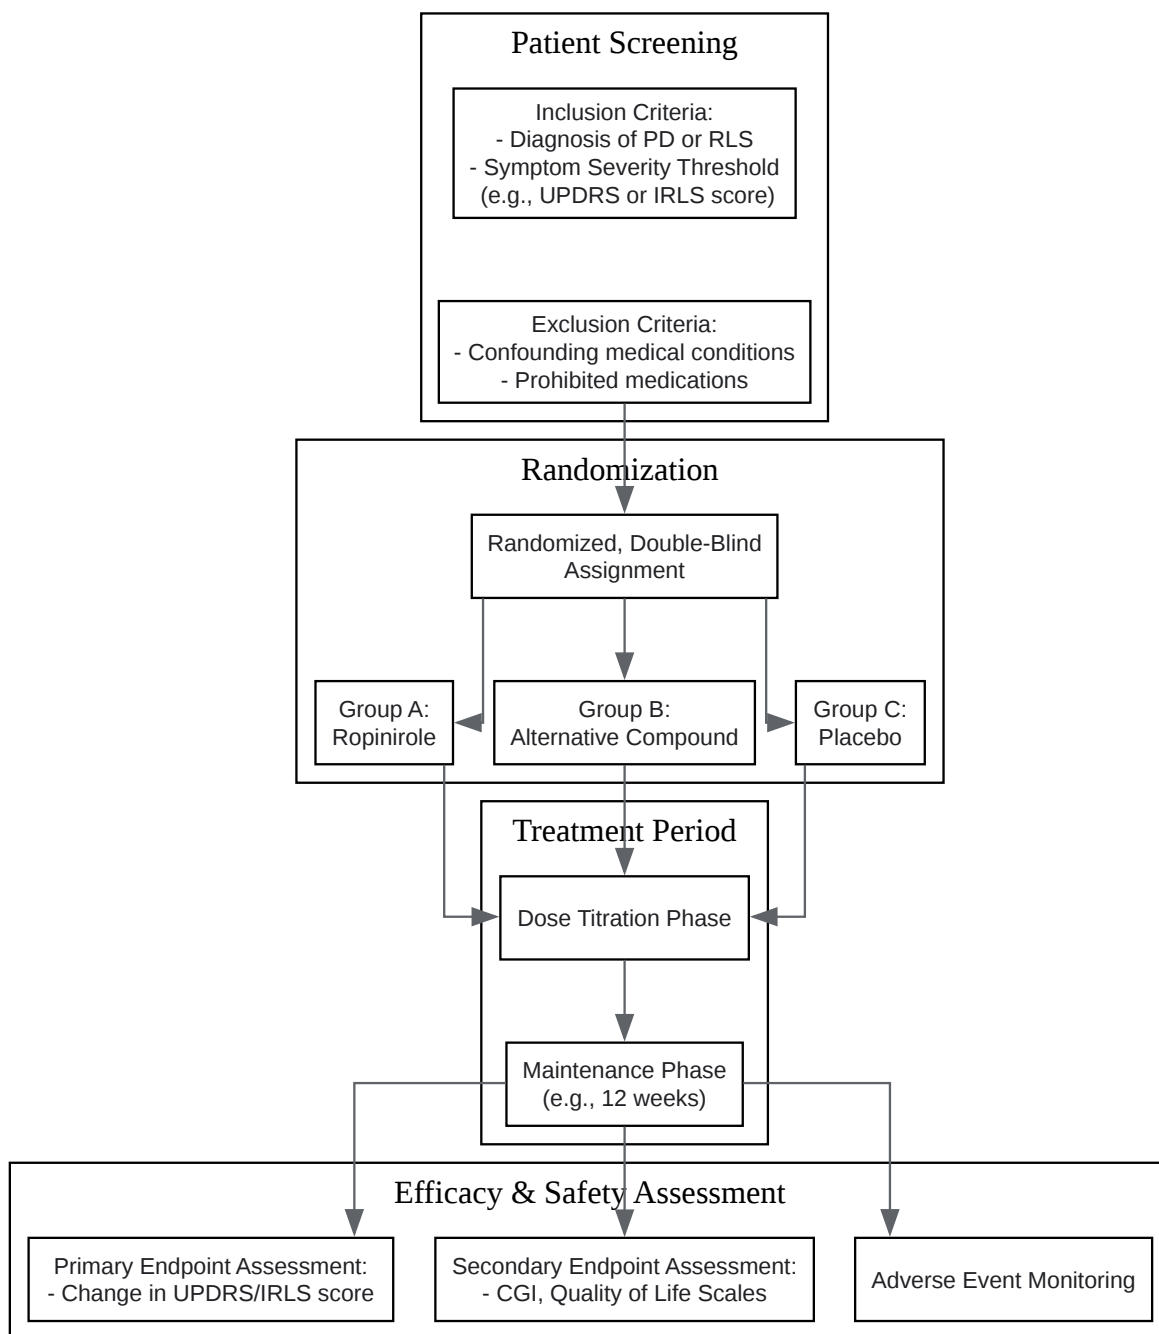 Patient Screening
Inclusion Criteria:
- Diagnosis of PD or RLS
- Symptom Severity Threshold
(e.g., UPDRS or IRLS score)
Exclusion Criteria:
- Confounding medical conditions
- Prohibited medications
Randomization
Randomized, Double-Blind
Assignment
Group A:
Ropinirole
Group B:
Alternative Compound
Group C:
Placebo
Treatment Period
Dose Titration Phase
Maintenance Phase
(e.g., 12 weeks)
Efficacy & Safety Assessment
Primary Endpoint Assessment:
- Change in UPDRS/IRLS score
Secondary Endpoint Assessment:
- CGI, Quality of Life Scales
Adverse Event Monitoring